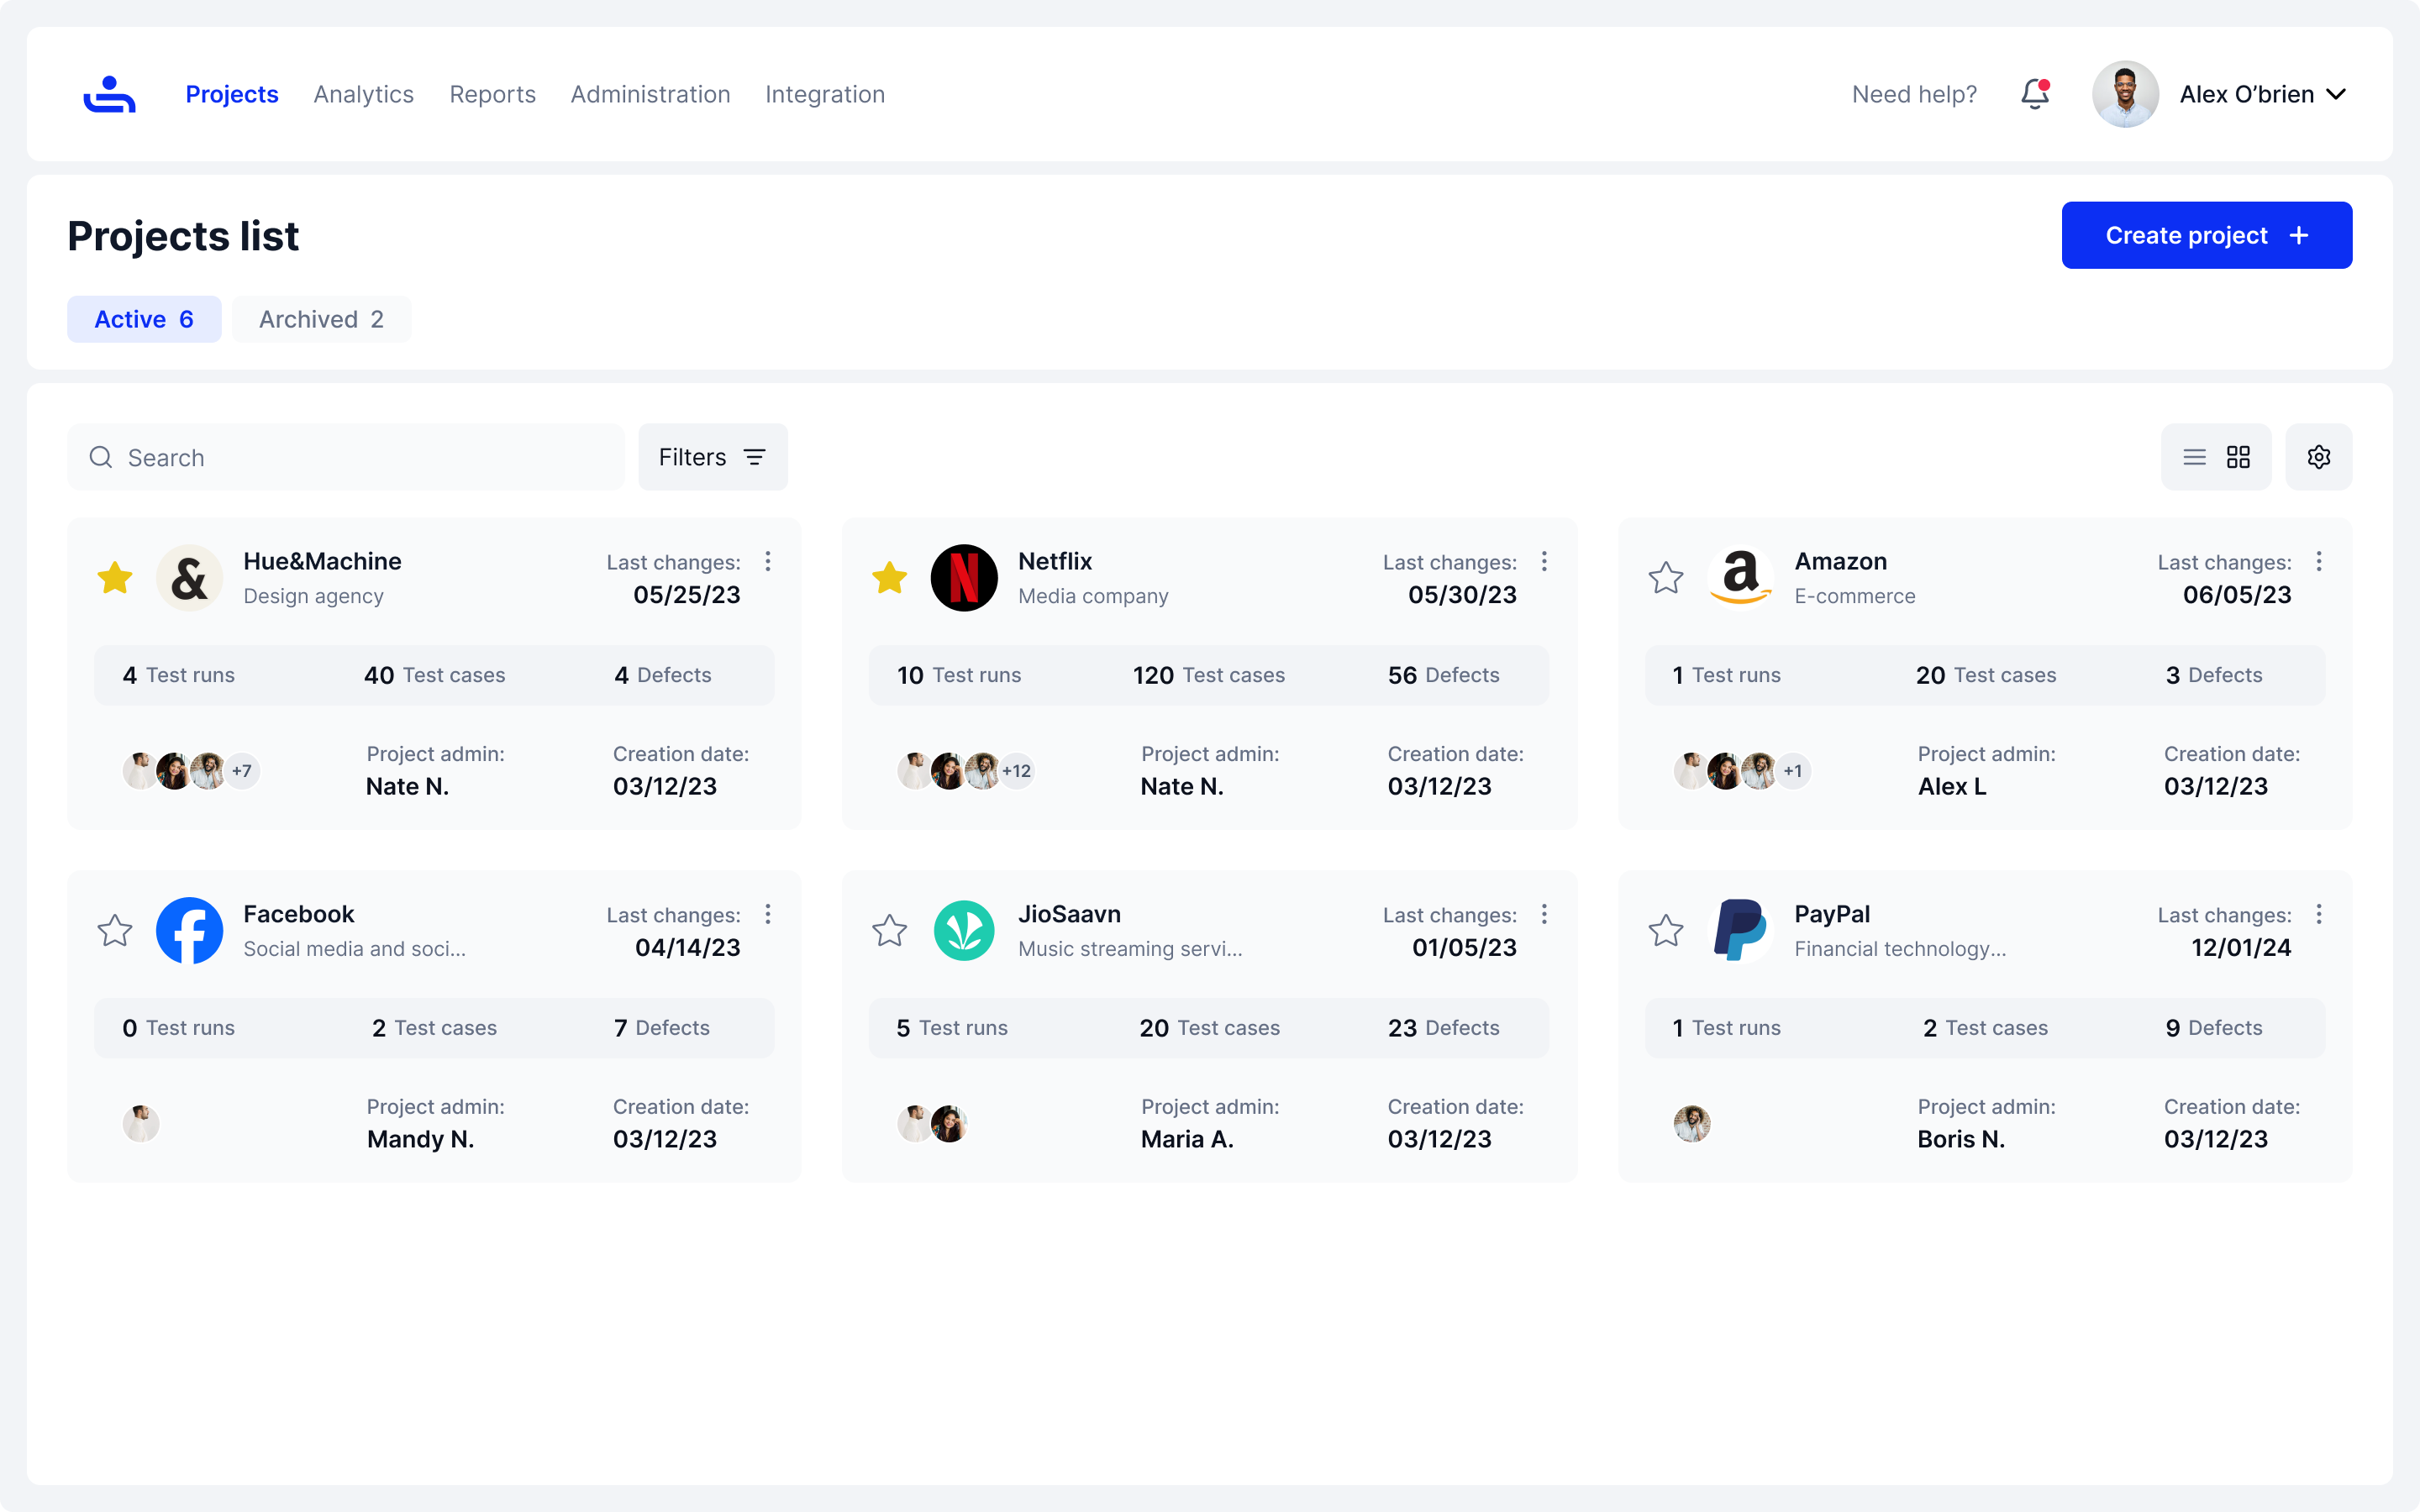 Projects Analytics Reports Administration Integration Need help? Alex O’brien
Projects list
Create project +
Active 6 Archived 2
Search
Filters
& Hue&Machine
Design agency
Last changes:
05/25/23
4 Test runs 40 Test cases 4 Defects
+7
Project admin:
Nate N.
Creation date:
03/12/23
N Netflix
Media company
Last changes:
05/30/23
10 Test runs 120 Test cases 56 Defects
+12
Project admin:
Nate N.
Creation date:
03/12/23
a Amazon
E-commerce
Last changes:
06/05/23
1 Test runs 20 Test cases 3 Defects
+1
Project admin:
Alex L
Creation date:
03/12/23
f Facebook
Social media and soci...
Last changes:
04/14/23
0 Test runs 2 Test cases 7 Defects
Project admin:
Mandy N.
Creation date:
03/12/23
JioSaavn
Music streaming servi...
Last changes:
01/05/23
5 Test runs 20 Test cases 23 Defects
Project admin:
Maria A.
Creation date:
03/12/23
P PayPal
Financial technology...
Last changes:
12/01/24
1 Test runs 2 Test cases 9 Defects
Project admin:
Boris N.
Creation date:
03/12/23